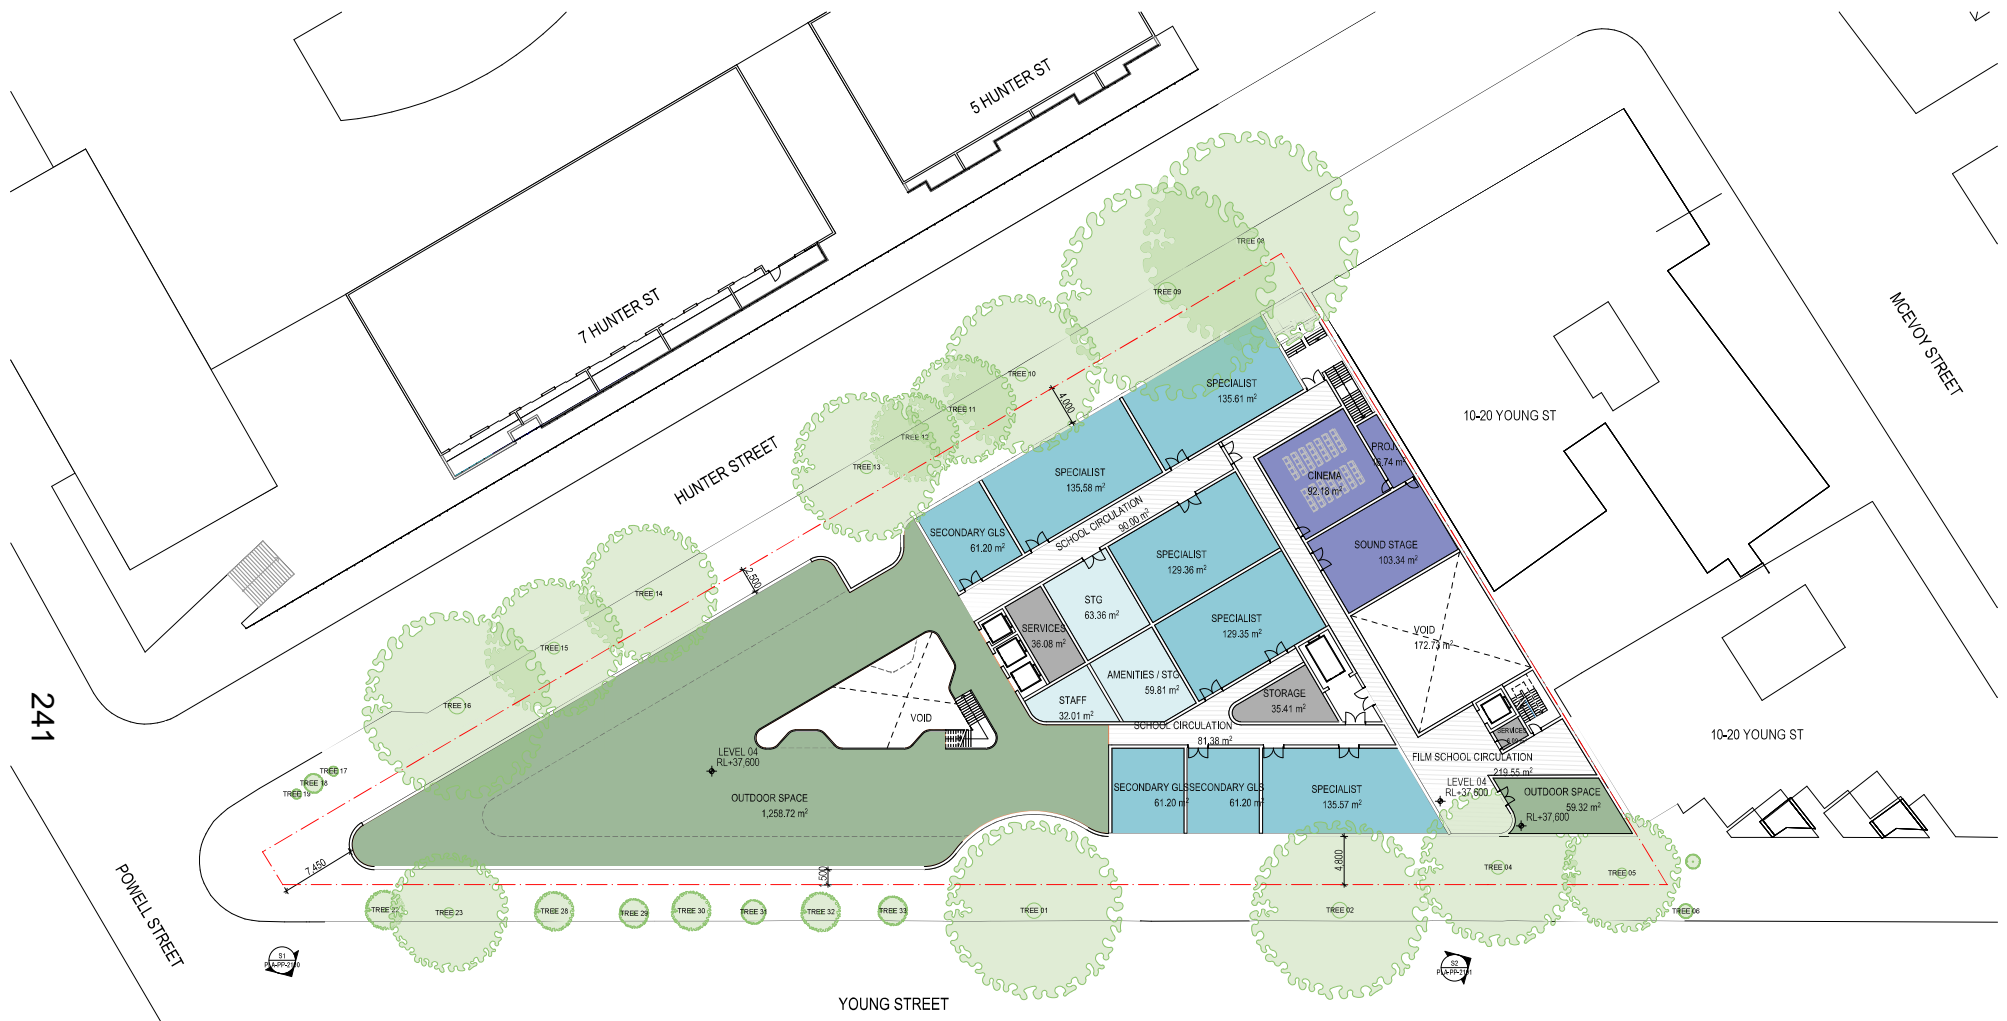 5 HUNTER ST
7 HUNTER ST
HUNTER STREET
MCEVOY STREET
10-20 YOUNG ST
10-20 YOUNG ST
POWELL STREET
YOUNG STREET
241
TREE 08
TREE 09
TREE 10
TREE 11
TREE 12
TREE 13
TREE 14
TREE 15
TREE 16
TREE 17
TREE 18
TREE 19
4,000
2,500
SPECIALIST
135.61 m²
SPECIALIST
135.58 m²
SECONDARY GLS
61.20 m²
SCHOOL CIRCULATION
90.00 m²
CINEMA
92.18 m²
PROJ.
SOUND STAGE
103.34 m²
SPECIALIST
129.36 m²
SPECIALIST
129.35 m²
STG
63.36 m²
SERVICES
36.08 m²
AMENITIES / STG
59.81 m²
STAFF
32.01 m²
STORAGE
35.41 m²
VOID
172.73 m²
VOID
SCHOOL CIRCULATION
81.38 m²
SERVICES
FILM SCHOOL CIRCULATION
219.55 m²
LEVEL 04
RL+37,600
LEVEL 04
RL+37,600
OUTDOOR SPACE
1,258.72 m²
SECONDARY GLS
61.20 m²
SECONDARY GLS
61.20 m²
SPECIALIST
135.57 m²
OUTDOOR SPACE
59.32 m²
RL+37,600
7,450
4,800
TREE 23
TREE 28
TREE 29
TREE 30
TREE 31
TREE 32
TREE 33
TREE 01
TREE 02
TREE 04
TREE 05
TREE 06
S1
S2